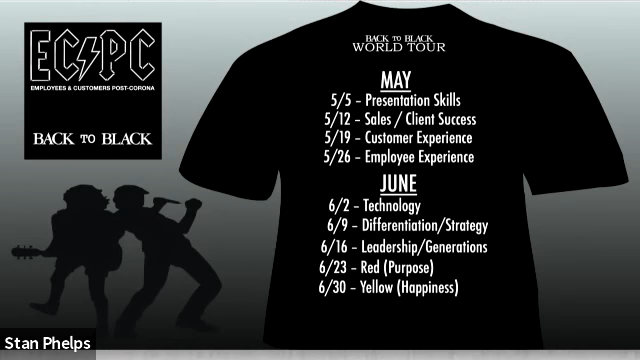 EC⚡PC
EMPLOYEES & CUSTOMERS POST-CORONA
BACK TO BLACK
BACK TO BLACK
WORLD TOUR
MAY
5/5 – Presentation Skills
5/12 – Sales / Client Success
5/19 – Customer Experience
5/26 – Employee Experience
JUNE
6/2 – Technology
6/9 – Differentiation/Strategy
6/16 – Leadership/Generations
6/23 – Red (Purpose)
6/30 – Yellow (Happiness)
Stan Phelps